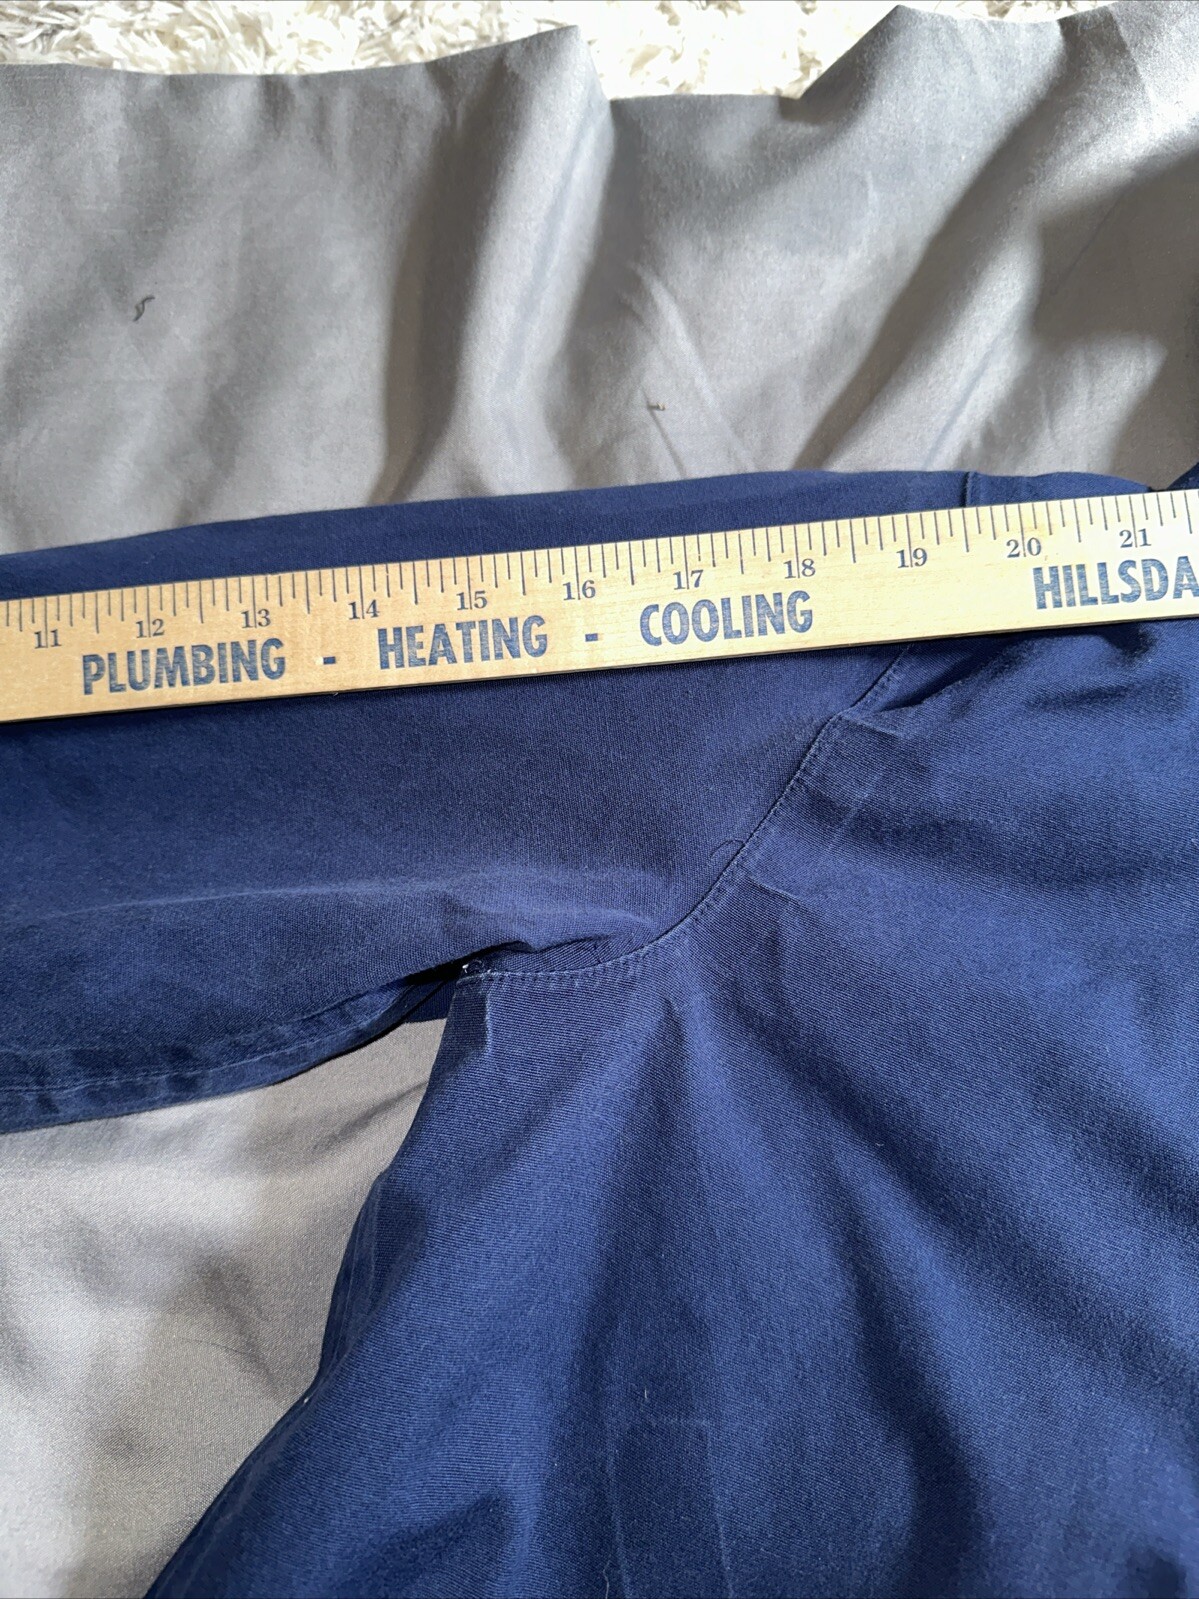 11 12 13 14 15 16 17 18 19 20 21
PLUMBING - HEATING - COOLING HILLSDA